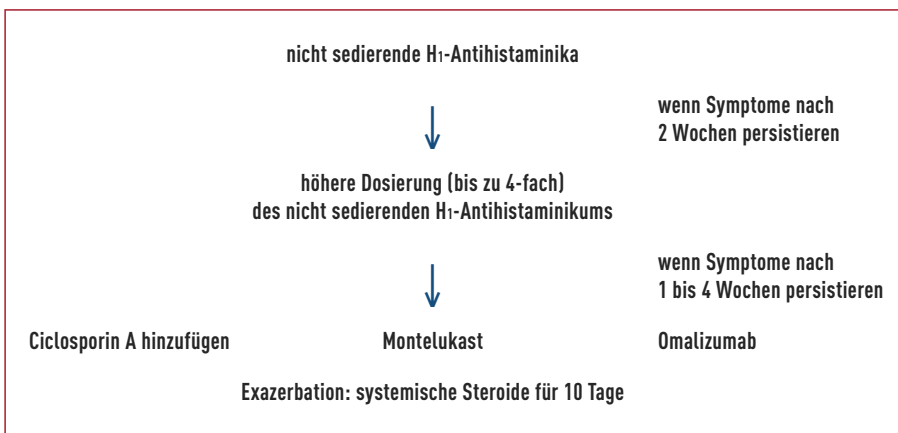 nicht sedierende H1-Antihistaminika
wenn Symptome nach
2 Wochen persistieren
höhere Dosierung (bis zu 4-fach)
des nicht sedierenden H1-Antihistaminikums
wenn Symptome nach
1 bis 4 Wochen persistieren
Ciclosporin A hinzufügen
Montelukast
Omalizumab
Exazerbation: systemische Steroide für 10 Tage